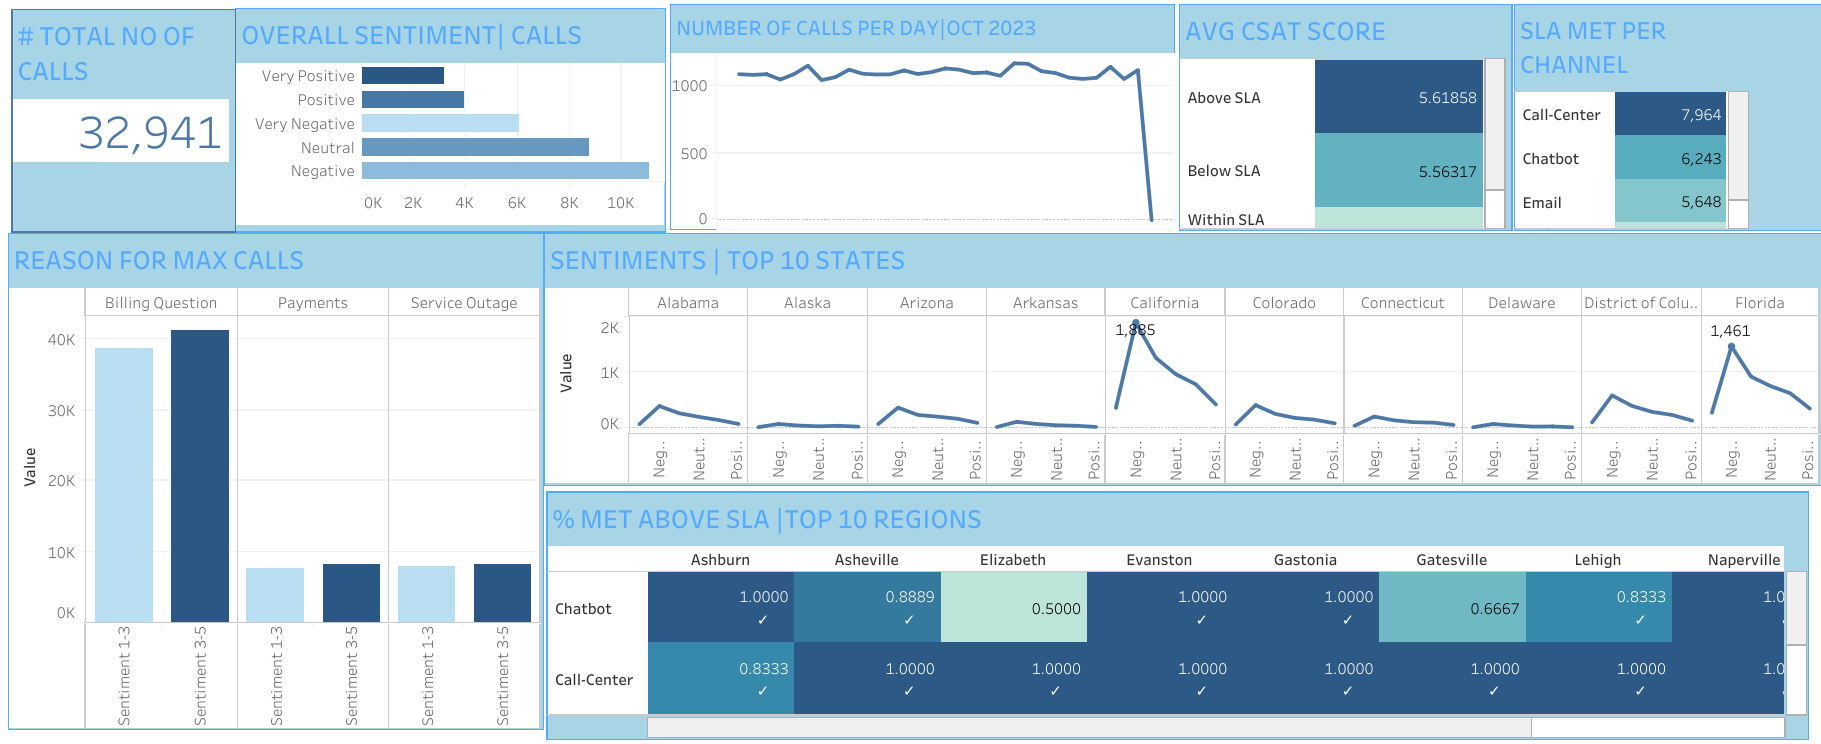 # TOTAL NO OF
CALLS
32,941
OVERALL SENTIMENT| CALLS
Very Positive
Positive
Very Negative
Neutral
Negative
0K 2K 4K 6K 8K 10K
NUMBER OF CALLS PER DAY|OCT 2023
1000
500
0
AVG CSAT SCORE
Above SLA 5.61858
Below SLA 5.56317
Within SLA
SLA MET PER
CHANNEL
Call-Center 7,964
Chatbot 6,243
Email 5,648
REASON FOR MAX CALLS
Billing Question Payments Service Outage
Value
40K
30K
20K
10K
0K
Sentiment 1-3 Sentiment 3-5 Sentiment 1-3 Sentiment 3-5 Sentiment 1-3 Sentiment 3-5
SENTIMENTS | TOP 10 STATES
Alabama Alaska Arizona Arkansas California Colorado Connecticut Delaware District of Colu.. Florida
Value
2K
1K
0K
1,885
1,461
Neg.. Neut.. Posi.. Neg.. Neut.. Posi.. Neg.. Neut.. Posi.. Neg.. Neut.. Posi.. Neg.. Neut.. Posi.. Neg.. Neut.. Posi.. Neg.. Neut.. Posi.. Neg.. Neut.. Posi.. Neg.. Neut.. Posi.. Neg.. Neut.. Posi..
% MET ABOVE SLA |TOP 10 REGIONS
Ashburn Asheville Elizabeth Evanston Gastonia Gatesville Lehigh Naperville
Chatbot 1.0000 0.8889 0.5000 1.0000 1.0000 0.6667 0.8333 1.0
✓ ✓ ✓ ✓ ✓
Call-Center 0.8333 1.0000 1.0000 1.0000 1.0000 1.0000 1.0000 1.0
✓ ✓ ✓ ✓ ✓ ✓ ✓